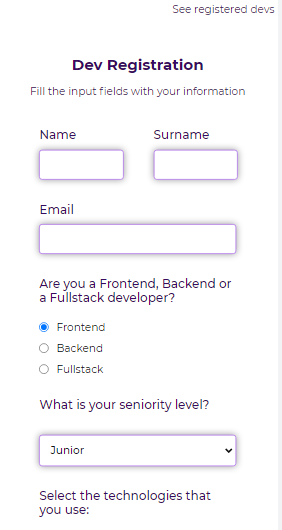 See registered devs
Dev Registration
Fill the input fields with your information
Name Surname
Email
Are you a Frontend, Backend or
a Fullstack developer?
Frontend
Backend
Fullstack
What is your seniority level?
Junior
Select the technologies that
you use: